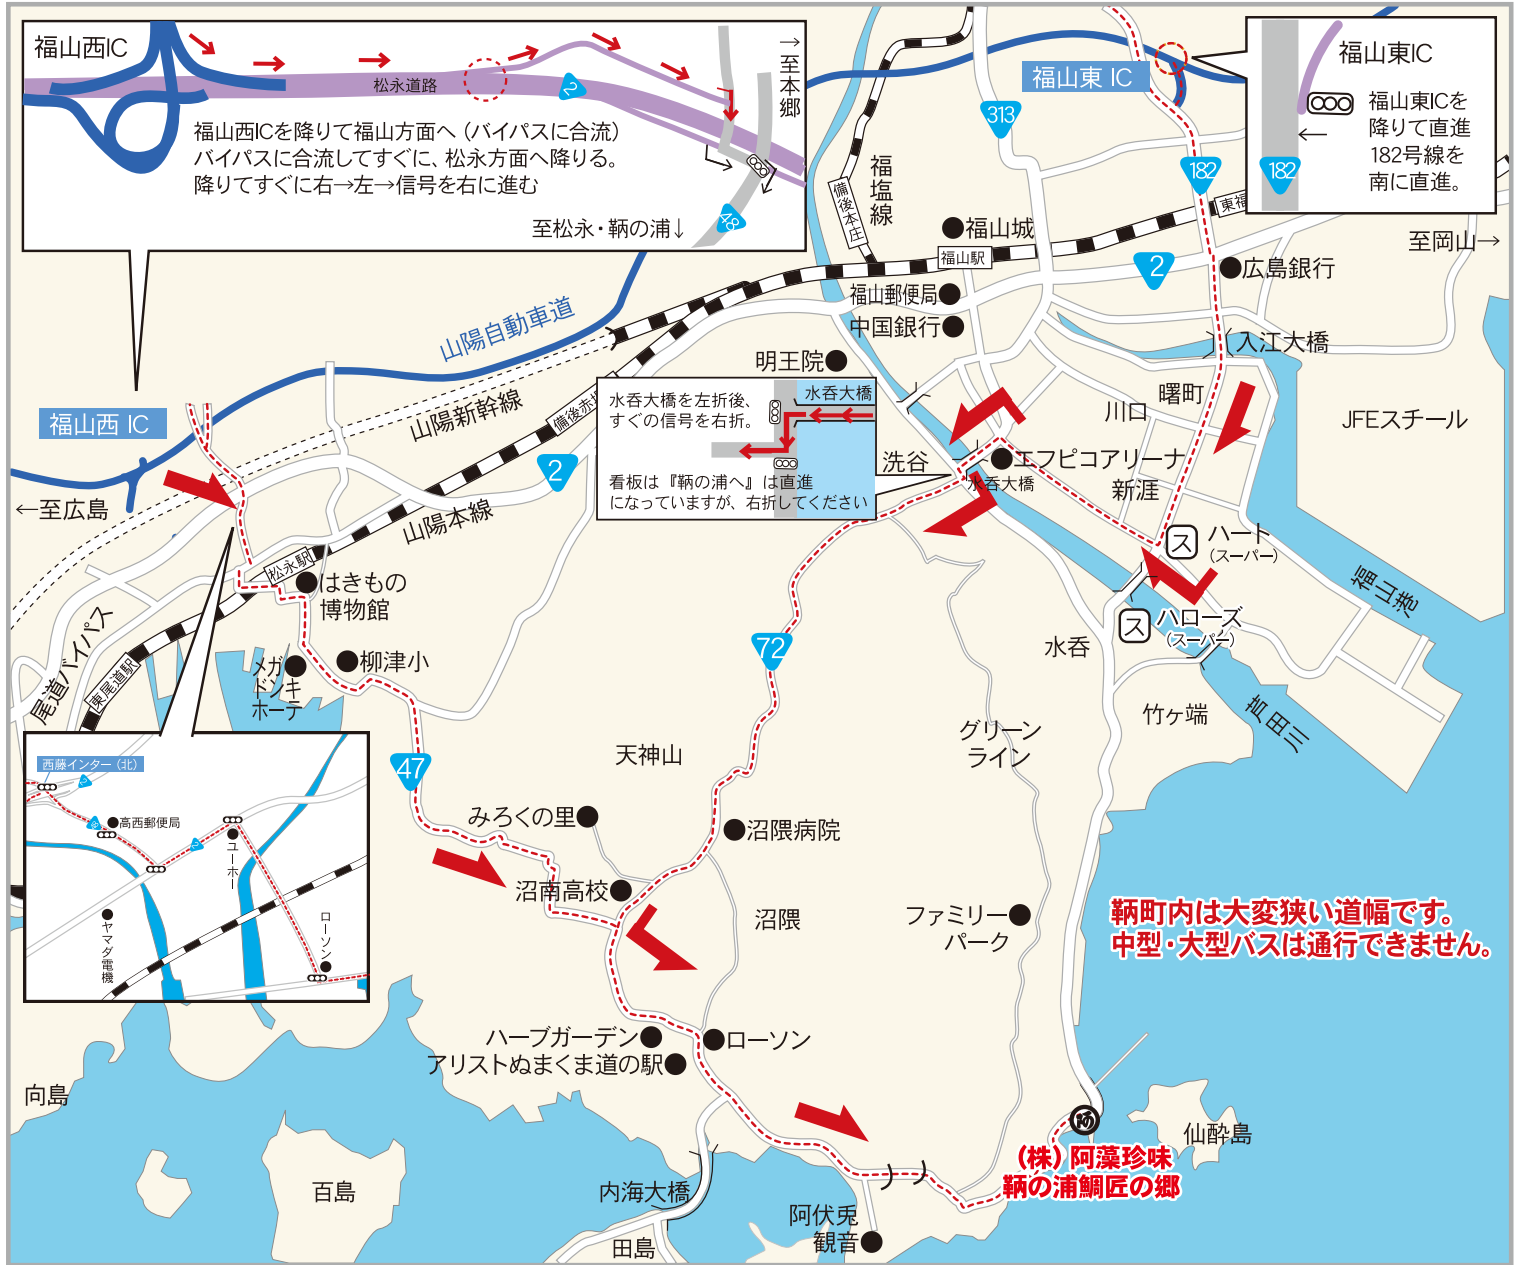 福山西IC
松永道路
2
→至本郷
福山西ICを降りて福山方面へ（バイパスに合流）
バイパスに合流してすぐに、松永方面へ降りる。
降りてすぐに右→左→信号を右に進む
至松永・鞆の浦↓
48
福山東 IC
313
182
福山東IC
福山東ICを
降りて直進
182号線を
南に直進。
182
福塩線
備後本庄
福山城
福山駅
至岡山→
2
広島銀行
福山郵便局
中国銀行
入江大橋
明王院
山陽自動車道
山陽新幹線
福山西 IC
水呑大橋を左折後、
すぐの信号を右折。
水呑大橋
看板は『鞆の浦へ』は直進
になっていますが、右折してください
曙町
川口
JFEスチール
洗谷
エフピコアリーナ
水呑大橋
新涯
2
←至広島
山陽本線
松永駅
ス
ハート
（スーパー）
はきもの
博物館
福山港
ス
ハローズ
（スーパー）
尾道バイパス
東尾道駅
メガ
ドンキ
ホーテ
柳津小
72
水呑
竹ヶ端
芦田川
天神山
グリーン
ライン
47
西藤インター（北）
2
高西郵便局
ユーホー
ヤマダ電機
ローソン
みろくの里
沼隈病院
沼南高校
沼隈
ファミリー
パーク
鞆町内は大変狭い道幅です。
中型・大型バスは通行できません。
ハーブガーデン
ローソン
アリストぬまくま道の駅
向島
百島
阿
仙酔島
（株）阿藻珍味
鞆の浦鯛匠の郷
内海大橋
阿伏兎
観音
田島